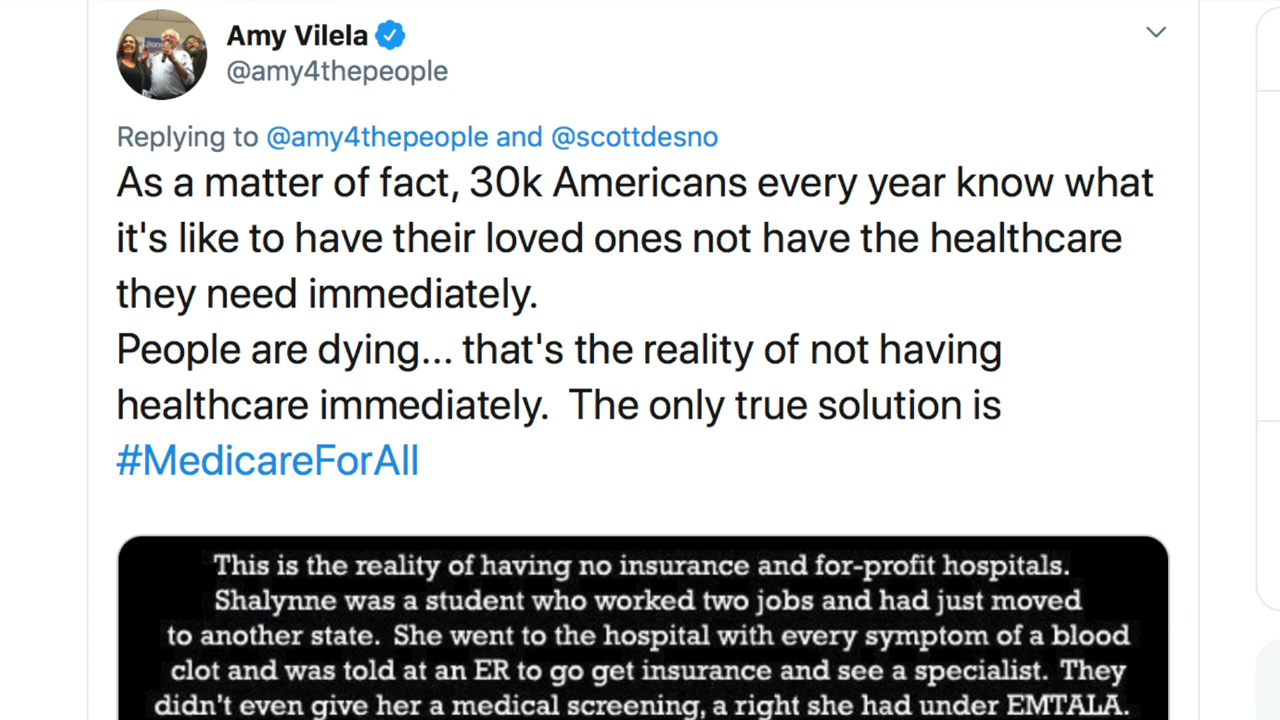 Amy Vilela
@amy4thepeople
Replying to @amy4thepeople and @scottdesno
As a matter of fact, 30k Americans every year know what
it's like to have their loved ones not have the healthcare
they need immediately.
People are dying... that's the reality of not having
healthcare immediately.  The only true solution is
#MedicareForAll
This is the reality of having no insurance and for-profit hospitals.
Shalynne was a student who worked two jobs and had just moved
to another state.  She went to the hospital with every symptom of a blood
clot and was told at an ER to go get insurance and see a specialist.  They
didn't even give her a medical screening, a right she had under EMTALA.